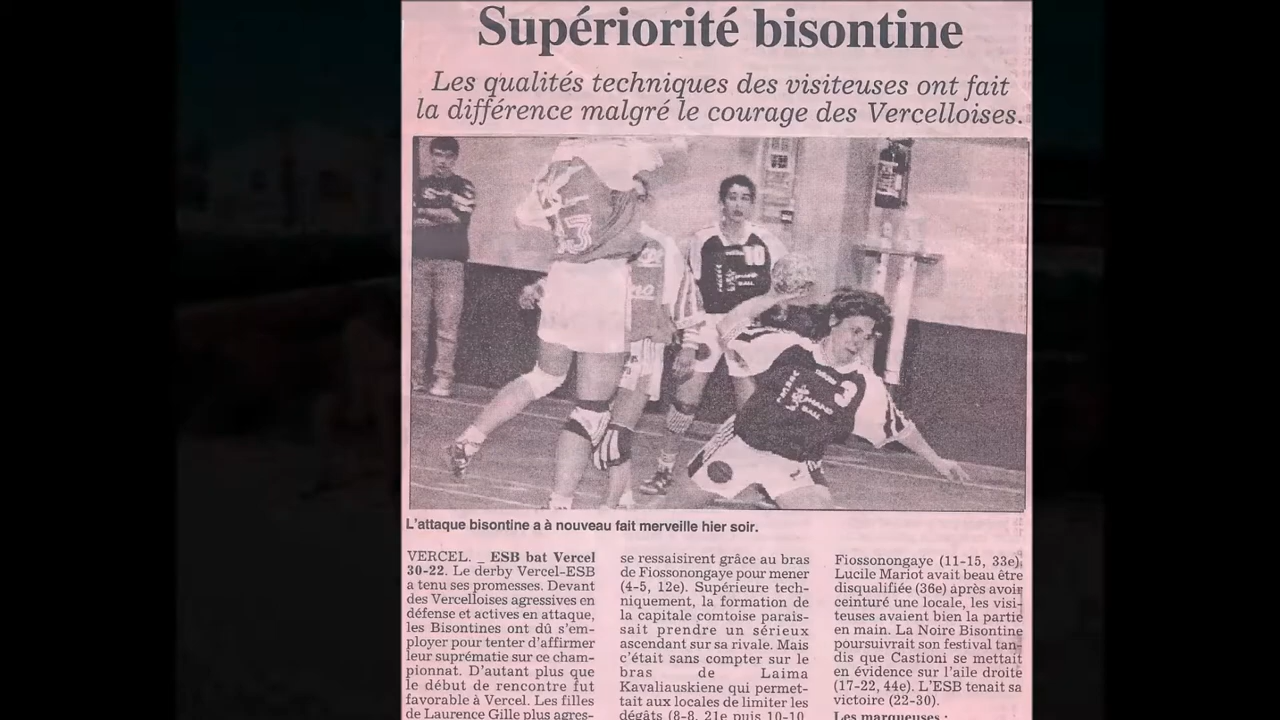 Supériorité bisontine
Les qualités techniques des visiteuses ont fait
la différence malgré le courage des Vercelloises.
13
10
HAND
BALL
3
HAND
BALL
L'attaque bisontine a à nouveau fait merveille hier soir.
VERCEL. _ ESB bat Vercel
30-22. Le derby Vercel-ESB
a tenu ses promesses. Devant
des Vercelloises agressives en
défense et actives en attaque,
les Bisontines ont dû s'em-
ployer pour tenter d'affirmer
leur suprématie sur ce cham-
pionnat. D'autant plus que
le début de rencontre fut
favorable à Vercel. Les filles
de Laurence Gille plus agres-
se ressaisirent grâce au bras
de Fiossonongaye pour mener
(4-5, 12e). Supérieure tech-
niquement, la formation de
la capitale comtoise parais-
sait prendre un sérieux
ascendant sur sa rivale. Mais
c'était sans compter sur le
bras de Laima
Kavaliauskiene qui permet-
tait aux locales de limiter les
dégâts (8-8, 21e puis 10-10,
Fiossonongaye (11-15, 33e).
Lucile Mariot avait beau être
disqualifiée (36e) après avoir
ceinturé une locale, les visi-
teuses avaient bien la partie
en main. La Noire Bisontine
poursuivrait son festival tan-
dis que Castioni se mettait
en évidence sur l'aile droite
(17-22, 44e). L'ESB tenait sa
victoire (22-30).
Les marqueuses :